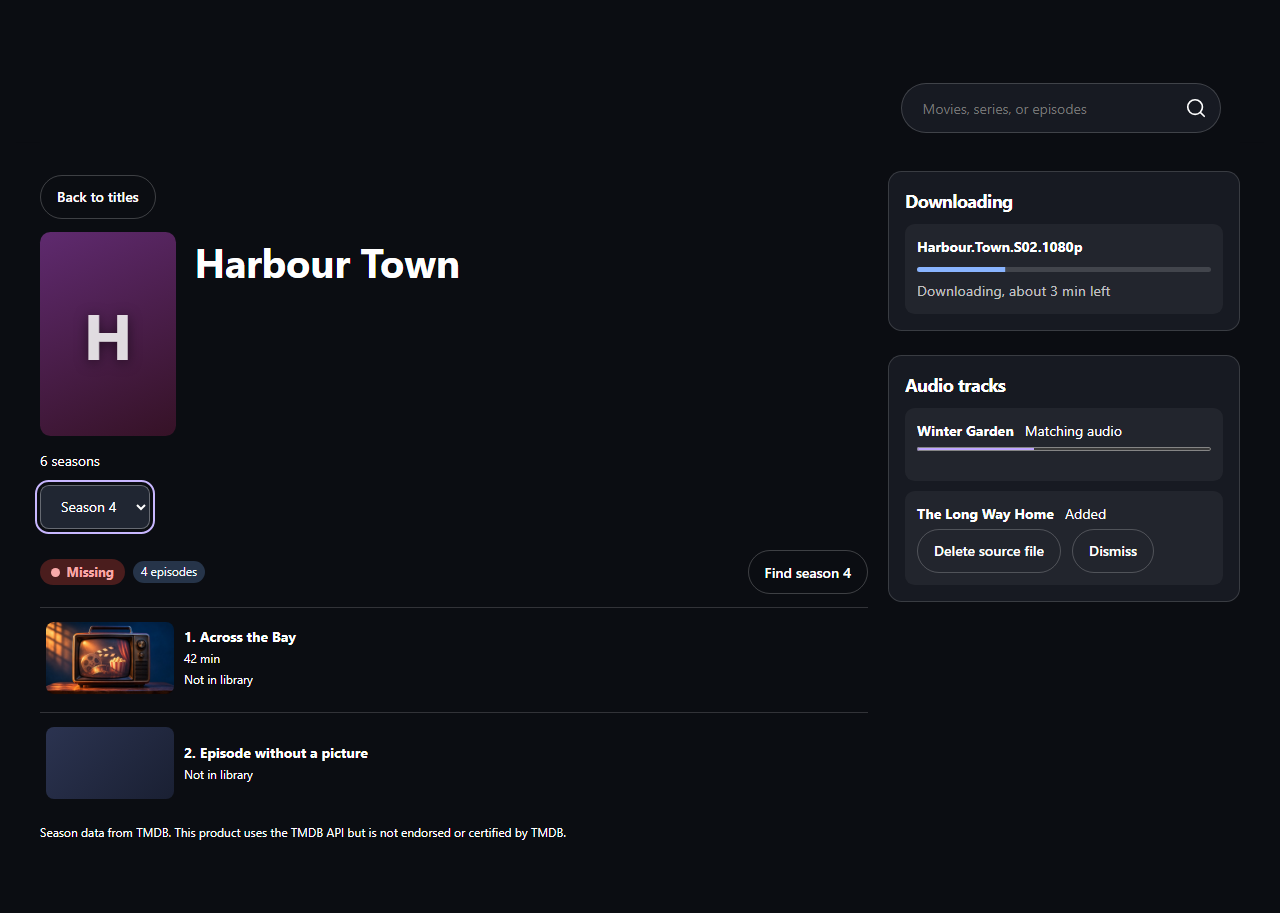 Movies, series, or episodes
Back to titles
H
Harbour Town
6 seasons
Season 4
Missing
4 episodes
Find season 4
1. Across the Bay
42 min
Not in library
2. Episode without a picture
Not in library
Season data from TMDB. This product uses the TMDB API but is not endorsed or certified by TMDB.
Downloading
Harbour.Town.S02.1080p
Downloading, about 3 min left
Audio tracks
Winter Garden Matching audio
The Long Way Home Added
Delete source file
Dismiss